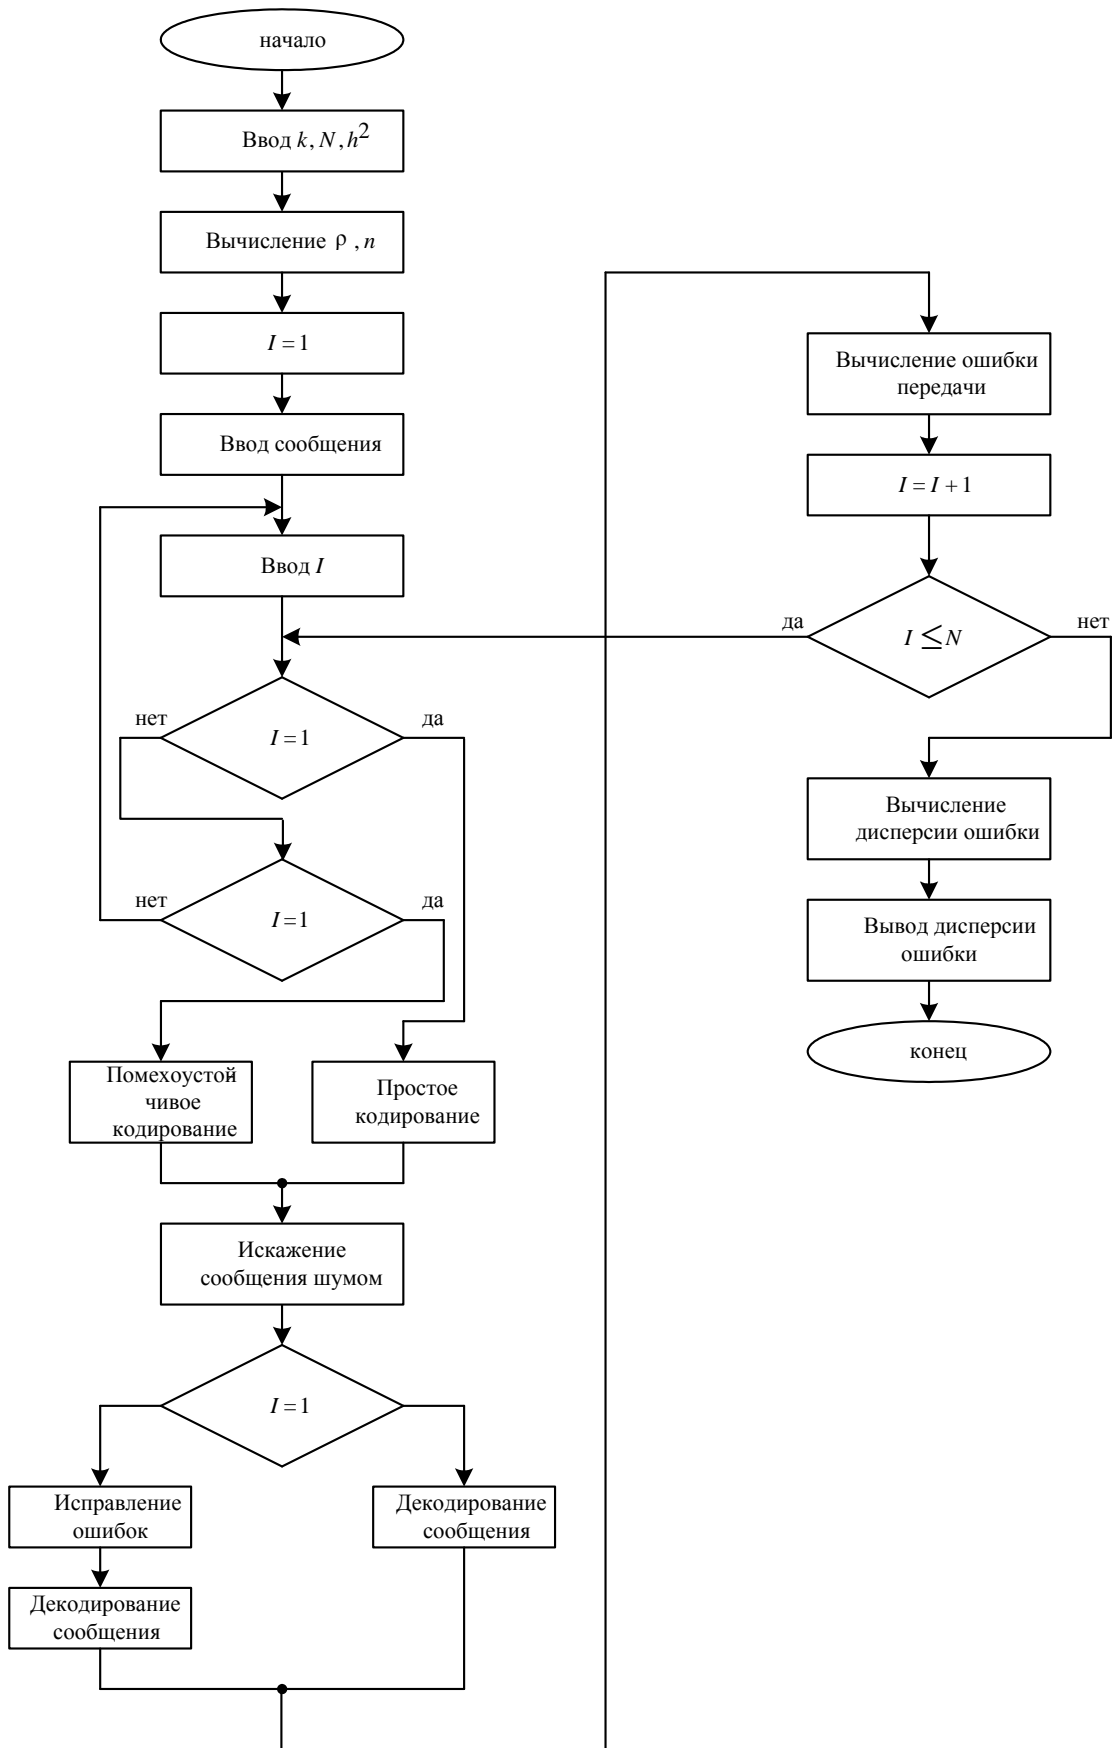 начало
Ввод k, N, h²
Вычисление ρ , n
I = 1
Ввод сообщения
Ввод I
I = 1
нет
да
I = 1
нет
да
Помехоустой
чивое
кодирование
Простое
кодирование
Искажение
сообщения шумом
I = 1
Исправление
ошибок
Декодирование
сообщения
Декодирование
сообщения
Вычисление ошибки
передачи
I = I + 1
да
I ≤ N
нет
Вычисление
дисперсии ошибки
Вывод дисперсии
ошибки
конец